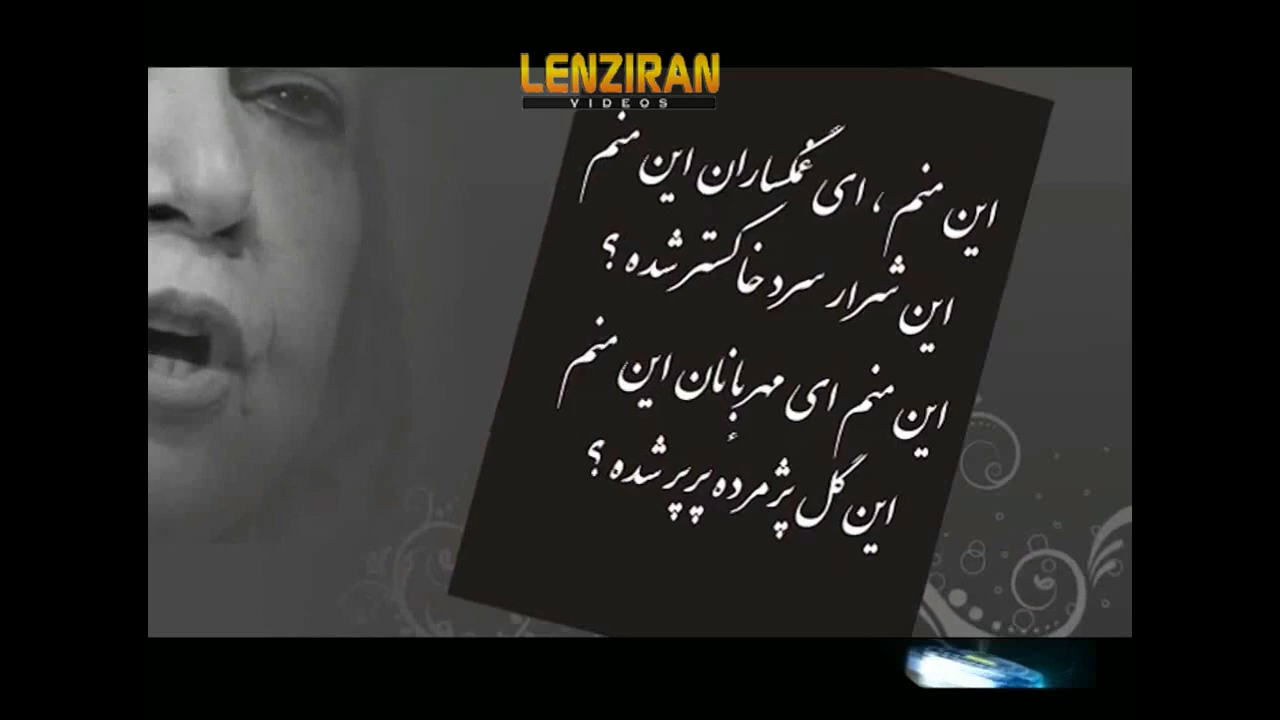 LENZIRAN
VIDEOS
این منم ، ای غمگساران این منم
این شرار سرد خاکستر شده ؟
این منم ای مهربانان این منم
این گل پژمردهٔ پرپر شده ؟